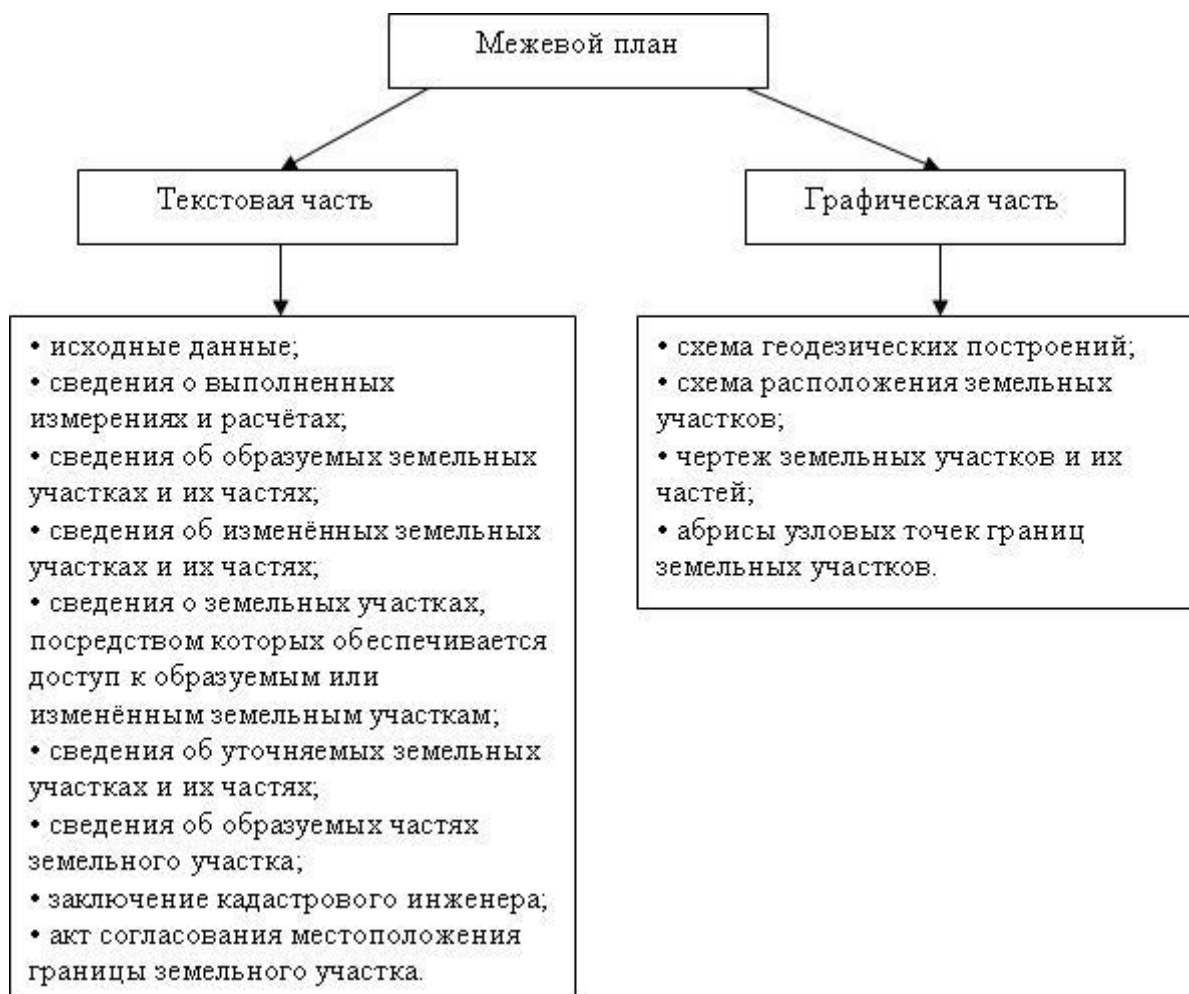 Межевой план
Текстовая часть
Графическая часть
• исходные данные;
• сведения о выполненных
измерениях и расчётах;
• сведения об образуемых земельных
участках и их частях;
• сведения об изменённых земельных
участках и их частях;
• сведения о земельных участках,
посредством которых обеспечивается
доступ к образуемым или
изменённым земельным участкам;
• сведения об уточняемых земельных
участках и их частях;
• сведения об образуемых частях
земельного участка;
• заключение кадастрового инженера;
• акт согласования местоположения
границы земельного участка.
• схема геодезических построений;
• схема расположения земельных
участков;
• чертеж земельных участков и их
частей;
• абрисы узловых точек границ
земельных участков.